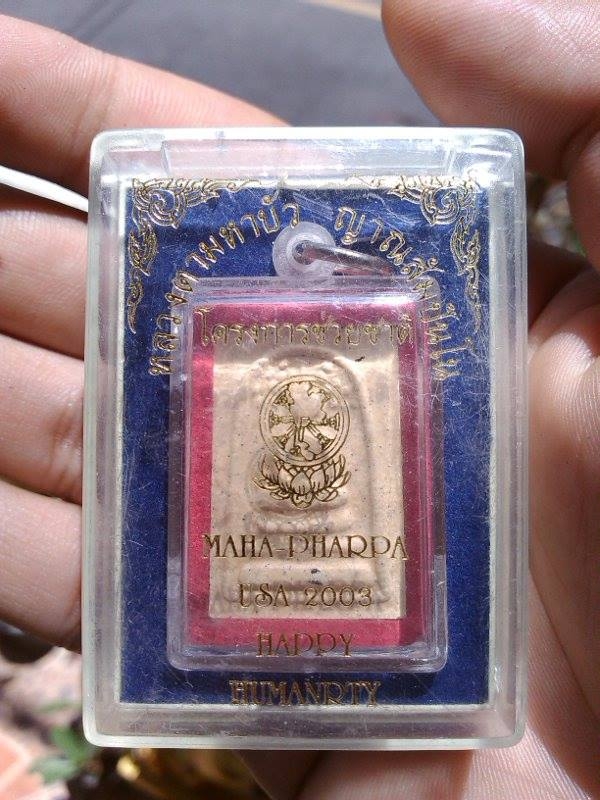 หลวงตามหาบัว ญาณสัมปันโน
โครงการช่วยชาติ
MAHA-PHARPA
USA 2003
HAPPY
HUMANRTY